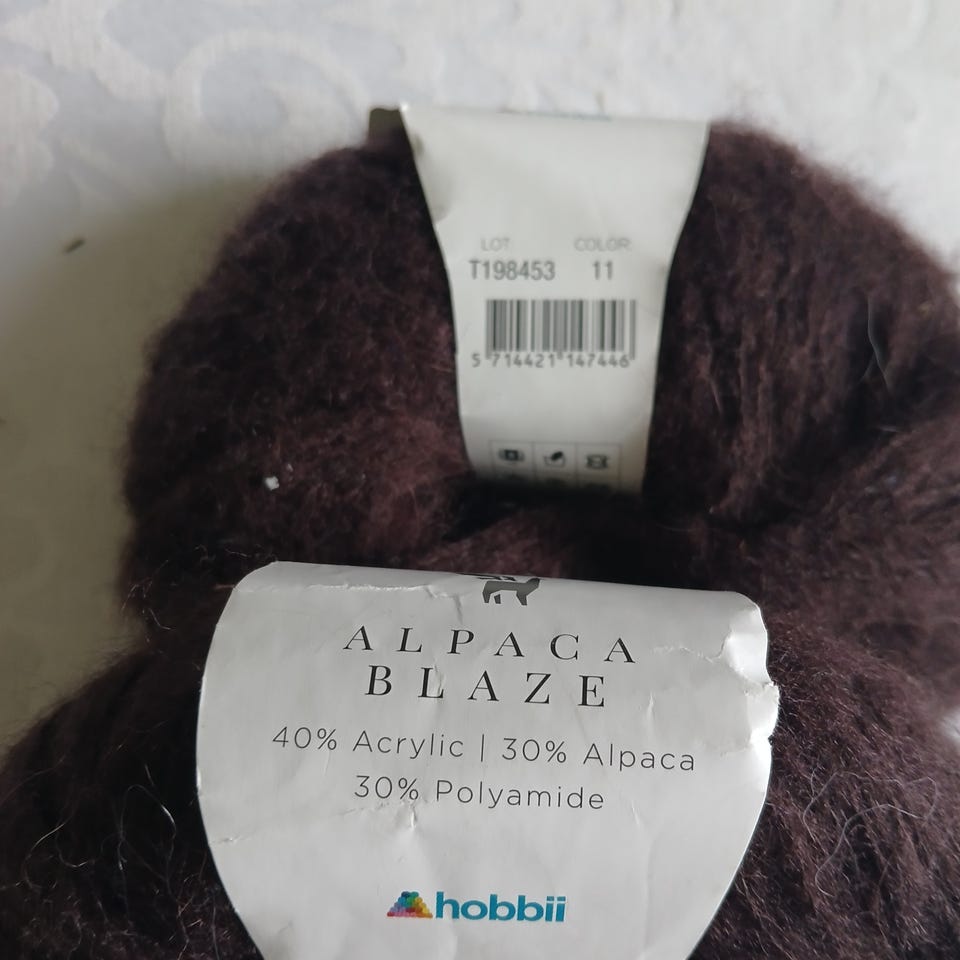 LOT COLOR
T198453 11
5 714421 147446
ALPACA
BLAZE
40% Acrylic | 30% Alpaca
30% Polyamide
hobbii